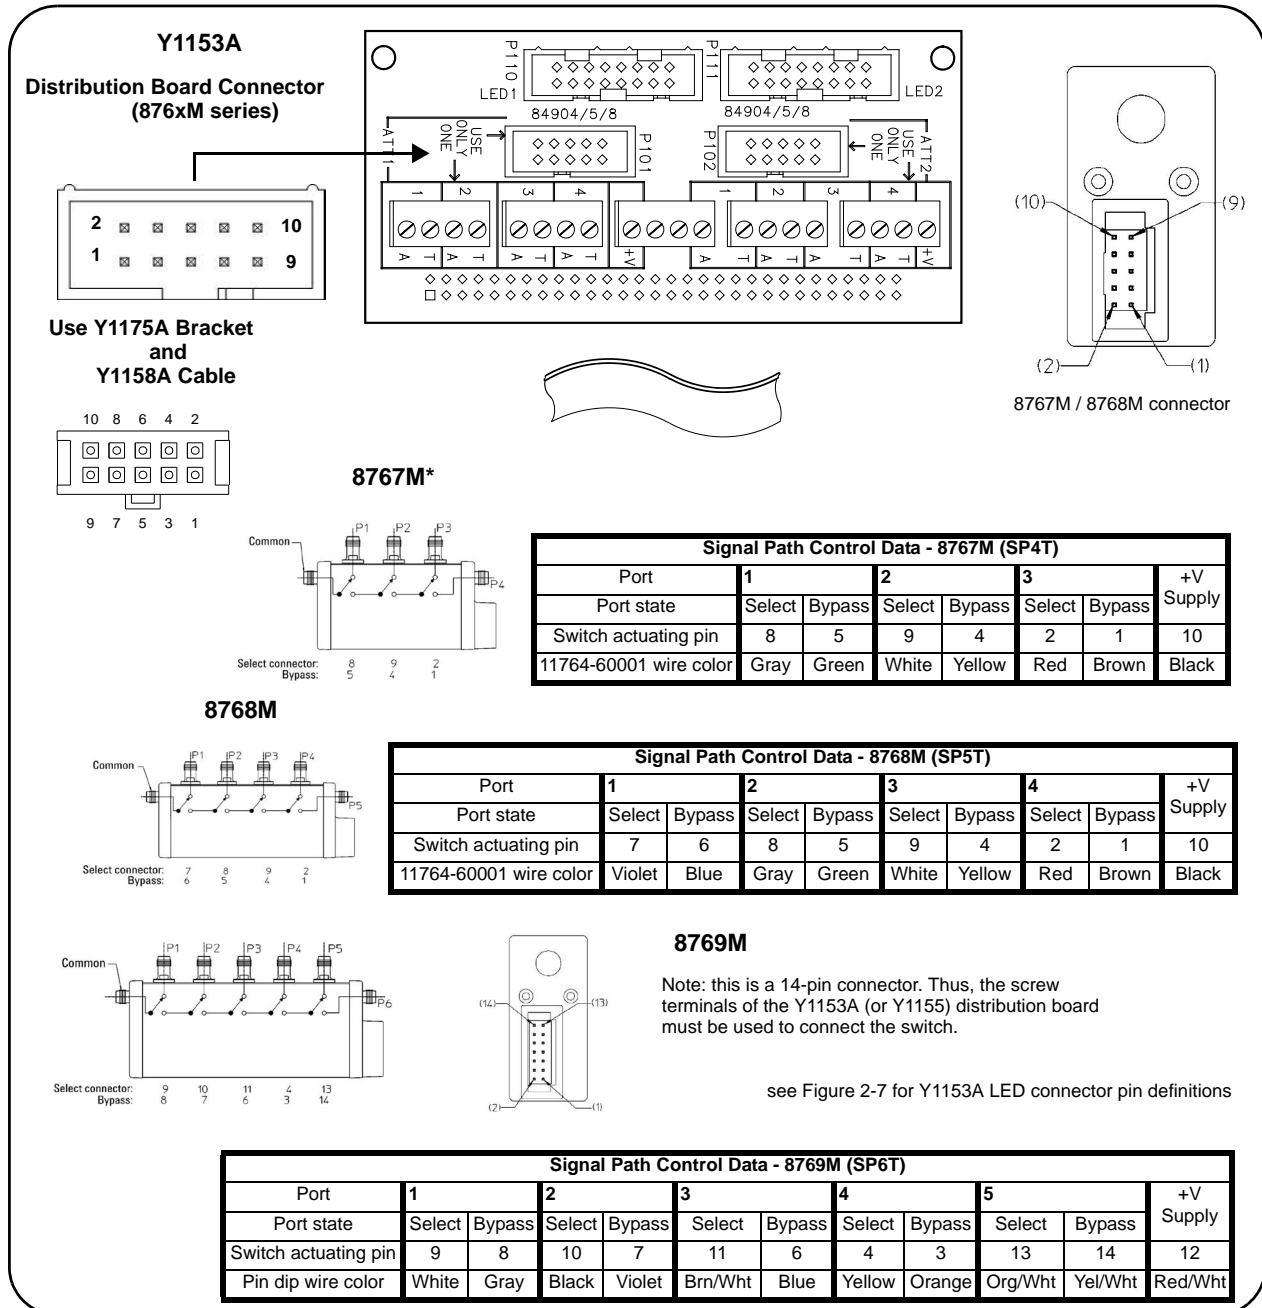 Y1153A
Distribution Board Connector
(876xM series)
2 10
1 9
Use Y1175A Bracket
and
Y1158A Cable
10 8 6 4 2
9 7 5 3 1
P110
P111
LED1
LED2
84904/5/8
84904/5/8
ATT1
USE
ONLY
ONE
P101
P102
USE
ONLY
ONE
ATT2
1 2 3 4 1 2 3 4
A T A T A T A T +V A T A T A T A T +V
(10)
(9)
(2)
(1)
8767M / 8768M connector
8767M*
Common
P1 P2 P3
P4
Select connector: 8 9 2
Bypass: 5 4 1
Signal Path Control Data - 8767M (SP4T)
Port 1 2 3 +V Supply
Port state Select Bypass Select Bypass Select Bypass
Switch actuating pin 8 5 9 4 2 1 10
11764-60001 wire color Gray Green White Yellow Red Brown Black
8768M
Common
P1 P2 P3 P4
P5
Select connector: 7 8 9 2
Bypass: 6 5 4 1
Signal Path Control Data - 8768M (SP5T)
Port 1 2 3 4 +V Supply
Port state Select Bypass Select Bypass Select Bypass Select Bypass
Switch actuating pin 7 6 8 5 9 4 2 1 10
11764-60001 wire color Violet Blue Gray Green White Yellow Red Brown Black
Common
P1 P2 P3 P4 P5
P6
Select connector: 9 10 11 4 13
Bypass: 8 7 6 3 14
(14)
(13)
(2)
(1)
8769M
Note: this is a 14-pin connector. Thus, the screw
terminals of the Y1153A (or Y1155) distribution board
must be used to connect the switch.
see Figure 2-7 for Y1153A LED connector pin definitions
Signal Path Control Data - 8769M (SP6T)
Port 1 2 3 4 5 +V Supply
Port state Select Bypass Select Bypass Select Bypass Select Bypass Select Bypass
Switch actuating pin 9 8 10 7 11 6 4 3 13 14 12
Pin dip wire color White Gray Black Violet Brn/Wht Blue Yellow Orange Org/Wht Yel/Wht Red/Wht